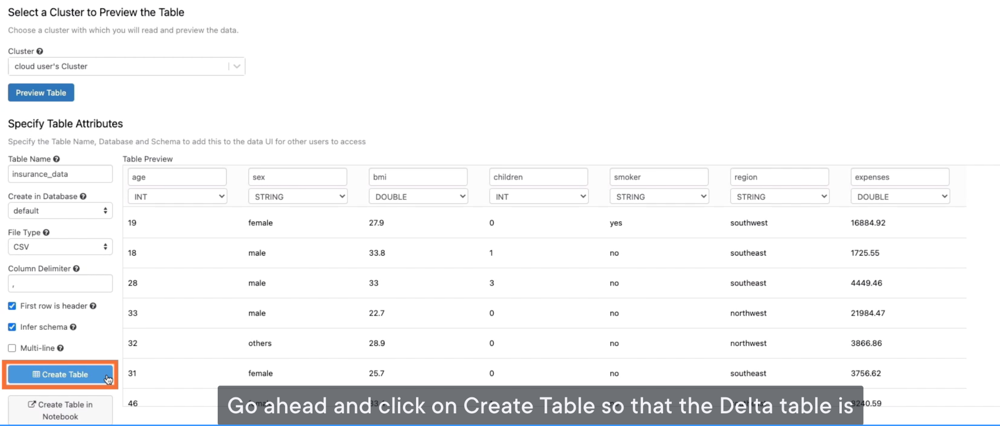 Select a Cluster to Preview the Table
Choose a cluster with which you will read and preview the data.
Cluster
cloud user's Cluster
Preview Table
Specify Table Attributes
Specify the Table Name, Database and Schema to add this to the data UI for other users to access
Table Name
insurance_data
Create in Database
default
File Type
CSV
Column Delimiter
,
First row is header
Infer schema
Multi-line
Create Table
Create Table in
Notebook
Table Preview
age sex bmi children smoker region expenses
INT STRING DOUBLE INT STRING STRING DOUBLE
19 female 27.9 0 yes southwest 16884.92
18 male 33.8 1 no southeast 1725.55
28 male 33 3 no southeast 4449.46
33 male 22.7 0 no northwest 21984.47
32 others 28.9 0 no northwest 3866.86
31 female 25.7 0 no southeast 3756.62
46
Go ahead and click on Create Table so that the Delta table is